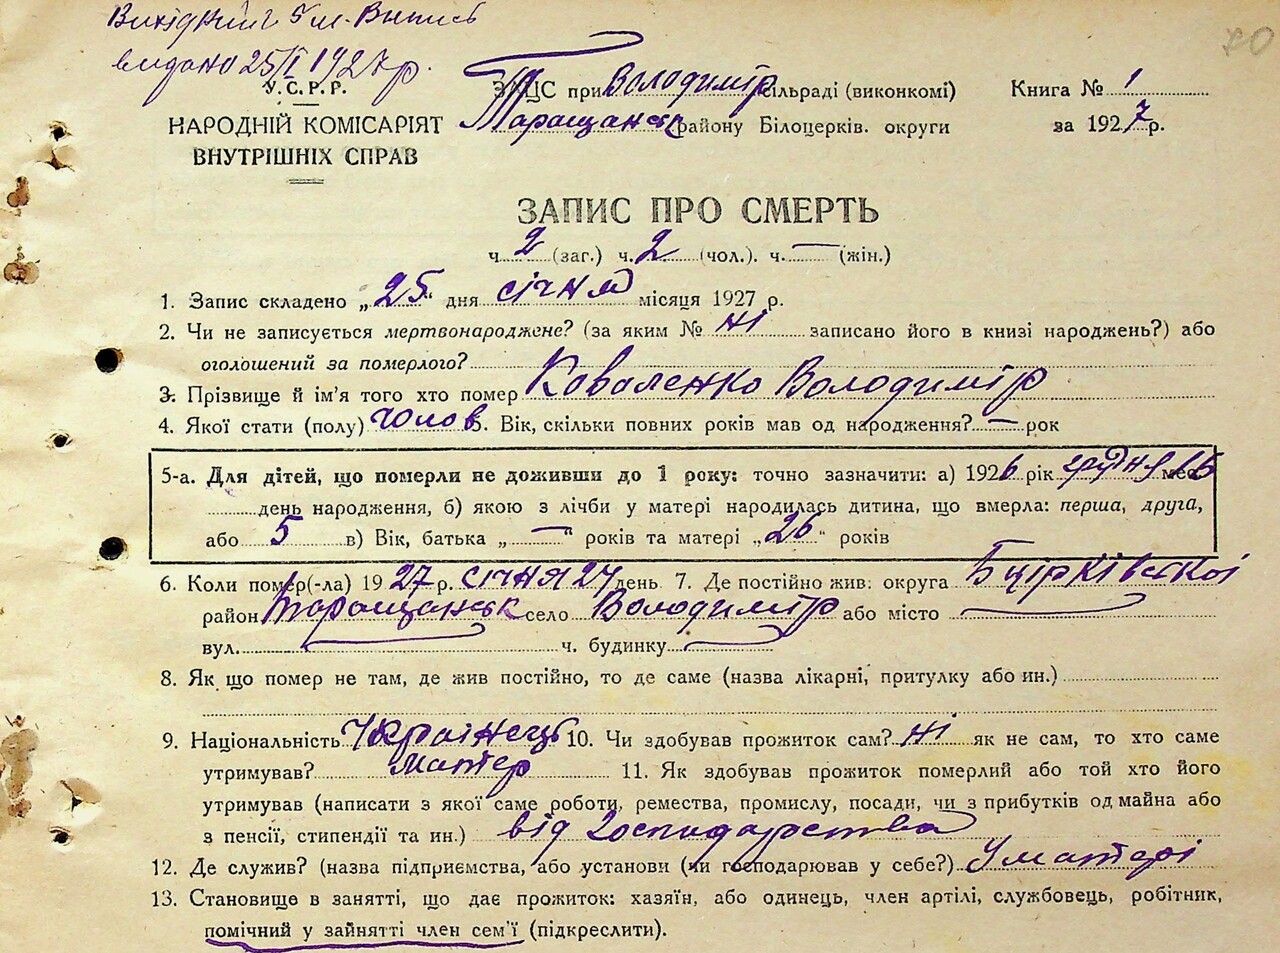 Вихідний 5 м. Випись
видано 25/I 1927 р.
70
У.С.Р.Р.
НАРОДНІЙ КОМІСАРІЯТ
ВНУТРІШНІХ СПРАВ
ЗАЦС при Володимір сільраді (виконкомі)
Таращанськ району Білоцерків. округи
Книга № 1
за 1927 р.
ЗАПИС ПРО СМЕРТЬ
ч. 2 (заг.) ч. 2 (чол.). ч. — (жін.)
1. Запис складено „25" дня січня місяця 1927 р.
2. Чи не записується мертвонароджене? (за яким № ні записано його в книзі народжень?) або
оголошений за померлого?
3. Прізвище й ім'я того хто помер Коваленко Володимір
4. Якої стати (полу) чолов 5. Вік, скільки повних років мав од народження? — рок
5-а. Для дітей, що померли не доживши до 1 року: точно зазначити: а) 1926 рік грудня 15 мес
день народження, б) якою з лічби у матері народилась дитина, що вмерла: перша, друга,
або 5 в) Вік, батька „—" років та матері „26" років
6. Коли помер(-ла) 1927 р. січня 24 день 7. Де постійно жив: округа
район Таращанськ село Володимір або місто —
вул. — ч. будинку —
8. Як що помер не там, де жив постійно, то де саме (назва лікарні, притулку або ин.)
9. Національність Українець 10. Чи здобував прожиток сам? ні як не сам, то хто саме
утримував? матер 11. Як здобував прожиток померлий або той хто його
утримував (написати з якої саме роботи, ремества, промислу, посади, чи з прибутків од майна або
з пенсії, стипендії та ин.) від господарства
12. Де служив? (назва підприємства, або установи (чи господарював у себе?) У матері
13. Становище в занятті, що дає прожиток: хазяїн, або одинець, член артілі, службовець, робітник,
помічний у зайнятті член сем'ї (підкреслити).